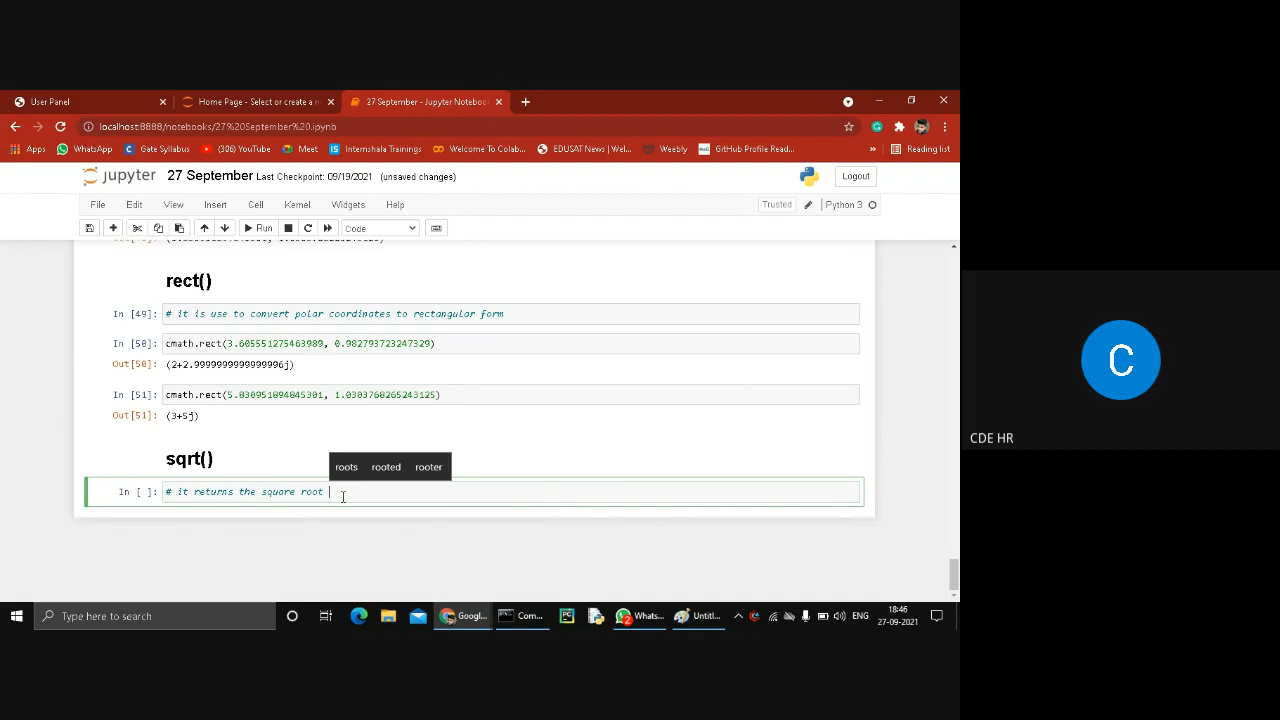 User Panel
Home Page - Select or create a n
27 September - Jupyter Noteboo
localhost:8888/notebooks/27%20September%20.ipynb
Apps
WhatsApp
Gate Syllabus
(306) YouTube
Meet
Internshala Trainings
Welcome To Colab...
EDUSAT News | Wel...
Weebly
GitHub Profile Read...
»
Reading list
jupyter 27 September Last Checkpoint: 09/19/2021 (unsaved changes)
Logout
File Edit View Insert Cell Kernel Widgets Help
Trusted
Python 3
Run
Code
rect()
In [49]: # it is use to convert polar coordinates to rectangular form
In [50]: cmath.rect(3.605551275463989, 0.982793723247329)
Out[50]: (2+2.9999999999999996j)
In [51]: cmath.rect(5.830951894845301, 1.0303768265243125)
Out[51]: (3+5j)
sqrt()
roots rooted rooter
In [ ]: # it returns the square root
C
CDE HR
Type here to search
Googl...
Com...
Whats...
Untitl...
ENG
18:46
27-09-2021